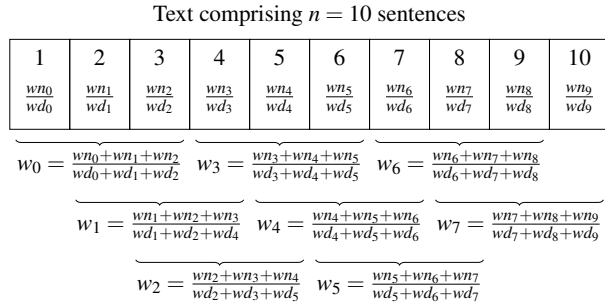 Text comprising n = 10 sentences
1 2 3 4 5 6 7 8 9 10
wn₀/wd₀ wn₁/wd₁ wn₂/wd₂ wn₃/wd₃ wn₄/wd₄ wn₅/wd₅ wn₆/wd₆ wn₇/wd₇ wn₈/wd₈ wn₉/wd₉
w₀ = (wn₀+wn₁+wn₂)/(wd₀+wd₁+wd₂) w₃ = (wn₃+wn₄+wn₅)/(wd₃+wd₄+wd₅) w₆ = (wn₆+wn₇+wn₈)/(wd₆+wd₇+wd₈)
w₁ = (wn₁+wn₂+wn₃)/(wd₁+wd₂+wd₄) w₄ = (wn₄+wn₅+wn₆)/(wd₄+wd₅+wd₆) w₇ = (wn₇+wn₈+wn₉)/(wd₇+wd₈+wd₉)
w₂ = (wn₂+wn₃+wn₄)/(wd₂+wd₃+wd₅) w₅ = (wn₅+wn₆+wn₇)/(wd₅+wd₆+wd₇)